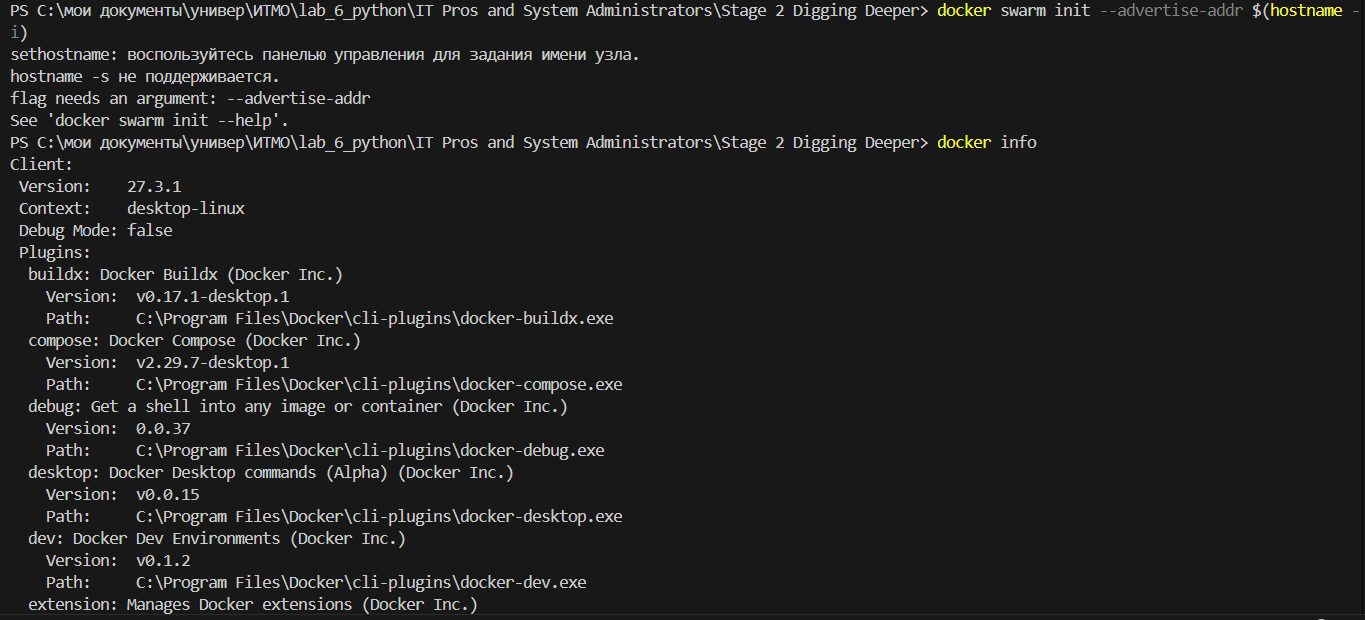 PS C:\мои документы\универ\ИТМО\lab_6_python\IT Pros and System Administrators\Stage 2 Digging Deeper> docker swarm init --advertise-addr $(hostname -
i)
sethostname: воспользуйтесь панелью управления для задания имени узла.
hostname -s не поддерживается.
flag needs an argument: --advertise-addr
See 'docker swarm init --help'.
PS C:\мои документы\универ\ИТМО\lab_6_python\IT Pros and System Administrators\Stage 2 Digging Deeper> docker info
Client:
 Version:    27.3.1
 Context:    desktop-linux
 Debug Mode: false
 Plugins:
  buildx: Docker Buildx (Docker Inc.)
    Version:  v0.17.1-desktop.1
    Path:     C:\Program Files\Docker\cli-plugins\docker-buildx.exe
  compose: Docker Compose (Docker Inc.)
    Version:  v2.29.7-desktop.1
    Path:     C:\Program Files\Docker\cli-plugins\docker-compose.exe
  debug: Get a shell into any image or container (Docker Inc.)
    Version:  0.0.37
    Path:     C:\Program Files\Docker\cli-plugins\docker-debug.exe
  desktop: Docker Desktop commands (Alpha) (Docker Inc.)
    Version:  v0.0.15
    Path:     C:\Program Files\Docker\cli-plugins\docker-desktop.exe
  dev: Docker Dev Environments (Docker Inc.)
    Version:  v0.1.2
    Path:     C:\Program Files\Docker\cli-plugins\docker-dev.exe
  extension: Manages Docker extensions (Docker Inc.)